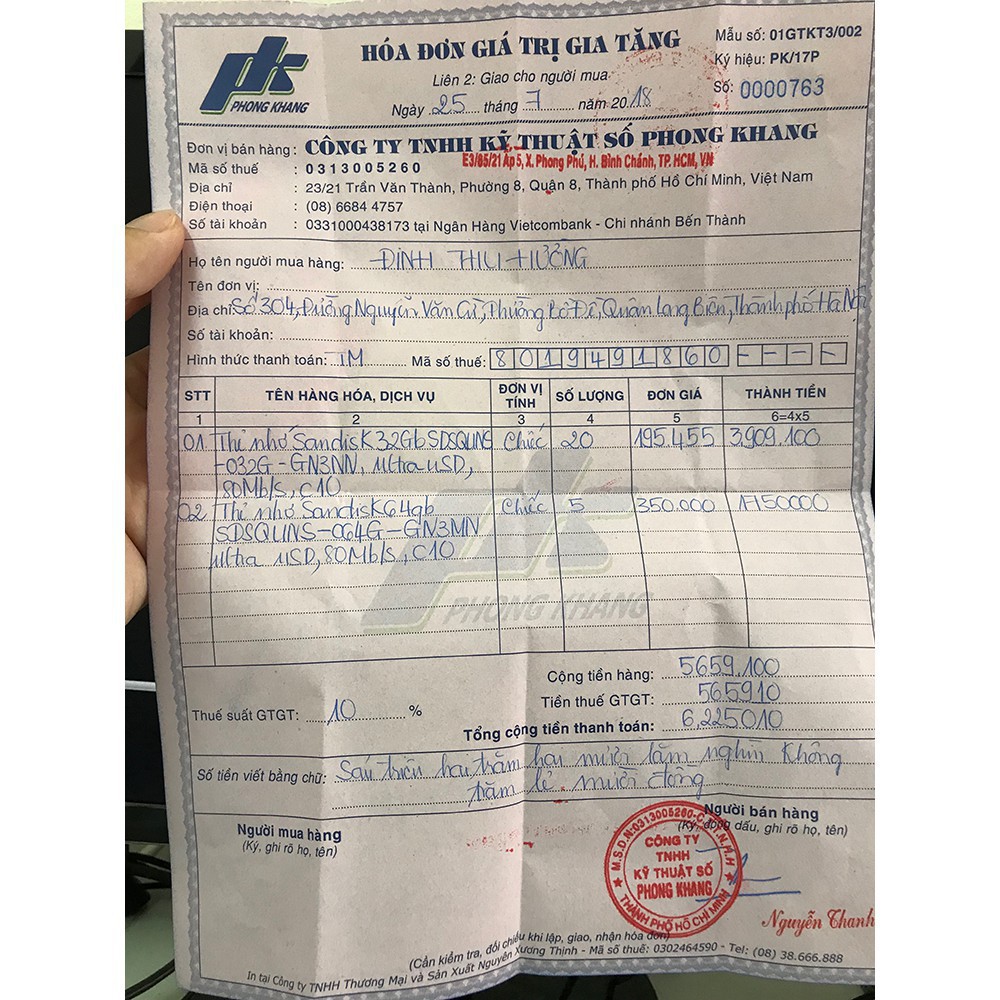 PK
PHONG KHANG
HÓA ĐƠN GIÁ TRỊ GIA TĂNG
Liên 2: Giao cho người mua
Ngày 25 tháng 7 năm 2018
Mẫu số: 01GTKT3/002
Ký hiệu: PK/17P
Số: 0000763
Đơn vị bán hàng: CÔNG TY TNHH KỸ THUẬT SỐ PHONG KHANG
E3/65/21 Ấp 5, X. Phong Phú, H. Bình Chánh, TP. HCM, VN
Mã số thuế : 0313005260
Địa chỉ : 23/21 Trần Văn Thành, Phường 8, Quận 8, Thành phố Hồ Chí Minh, Việt Nam
Điện thoại : (08) 6684 4757
Số tài khoản : 0331000438173 tại Ngân Hàng Vietcombank - Chi nhánh Bến Thành
Họ tên người mua hàng: ĐINH THU HƯỜNG
Tên đơn vị:
Địa chỉ: Số 304, Đường Nguyễn Văn Cừ, Phường Bồ Đề, Quận Long Biên, Thành phố Hà Nội
Số tài khoản:
Hình thức thanh toán: TM Mã số thuế: 8019491860 - - - -
STT TÊN HÀNG HÓA, DỊCH VỤ ĐƠN VỊ TÍNH SỐ LƯỢNG ĐƠN GIÁ THÀNH TIỀN
1 2 3 4 5 6=4x5
01 Thẻ nhớ SandisK 32Gb SDSQUNS Chiếc 20 195.455 3.909.100
-032G-GN3NN, Ultra uSD,
80Mb/s, C10
02 Thẻ nhớ SandisK 64gb Chiếc 5 350.000 1750000
SDSQUNS-064G-GN3MN
Ultra uSD, 80Mb/s, C10
PHONG KHANG
Cộng tiền hàng: 5659.100
Tiền thuế GTGT: 565910
Thuế suất GTGT: 10 %
Tổng cộng tiền thanh toán: 6.225010
Số tiền viết bằng chữ: Sáu triệu hai trăm hai mươi lăm nghìn không
trăm lẻ mười đồng
Người mua hàng
(Ký, ghi rõ họ, tên)
Người bán hàng
(Ký, đóng dấu, ghi rõ họ, tên)
M.S.D.N:0313005260-C.T.T.N.H.H
CÔNG TY
TNHH
KỸ THUẬT SỐ
PHONG KHANG
THÀNH PHỐ HỒ CHÍ MINH
Nguyễn Thanh
(Cần kiểm tra, đối chiếu khi lập, giao, nhận hóa đơn)
In tại Công ty TNHH Thương Mại và Sản Xuất Nguyên Xương Thịnh - Mã số thuế: 0302464590 - Tel: (08) 38.666.888